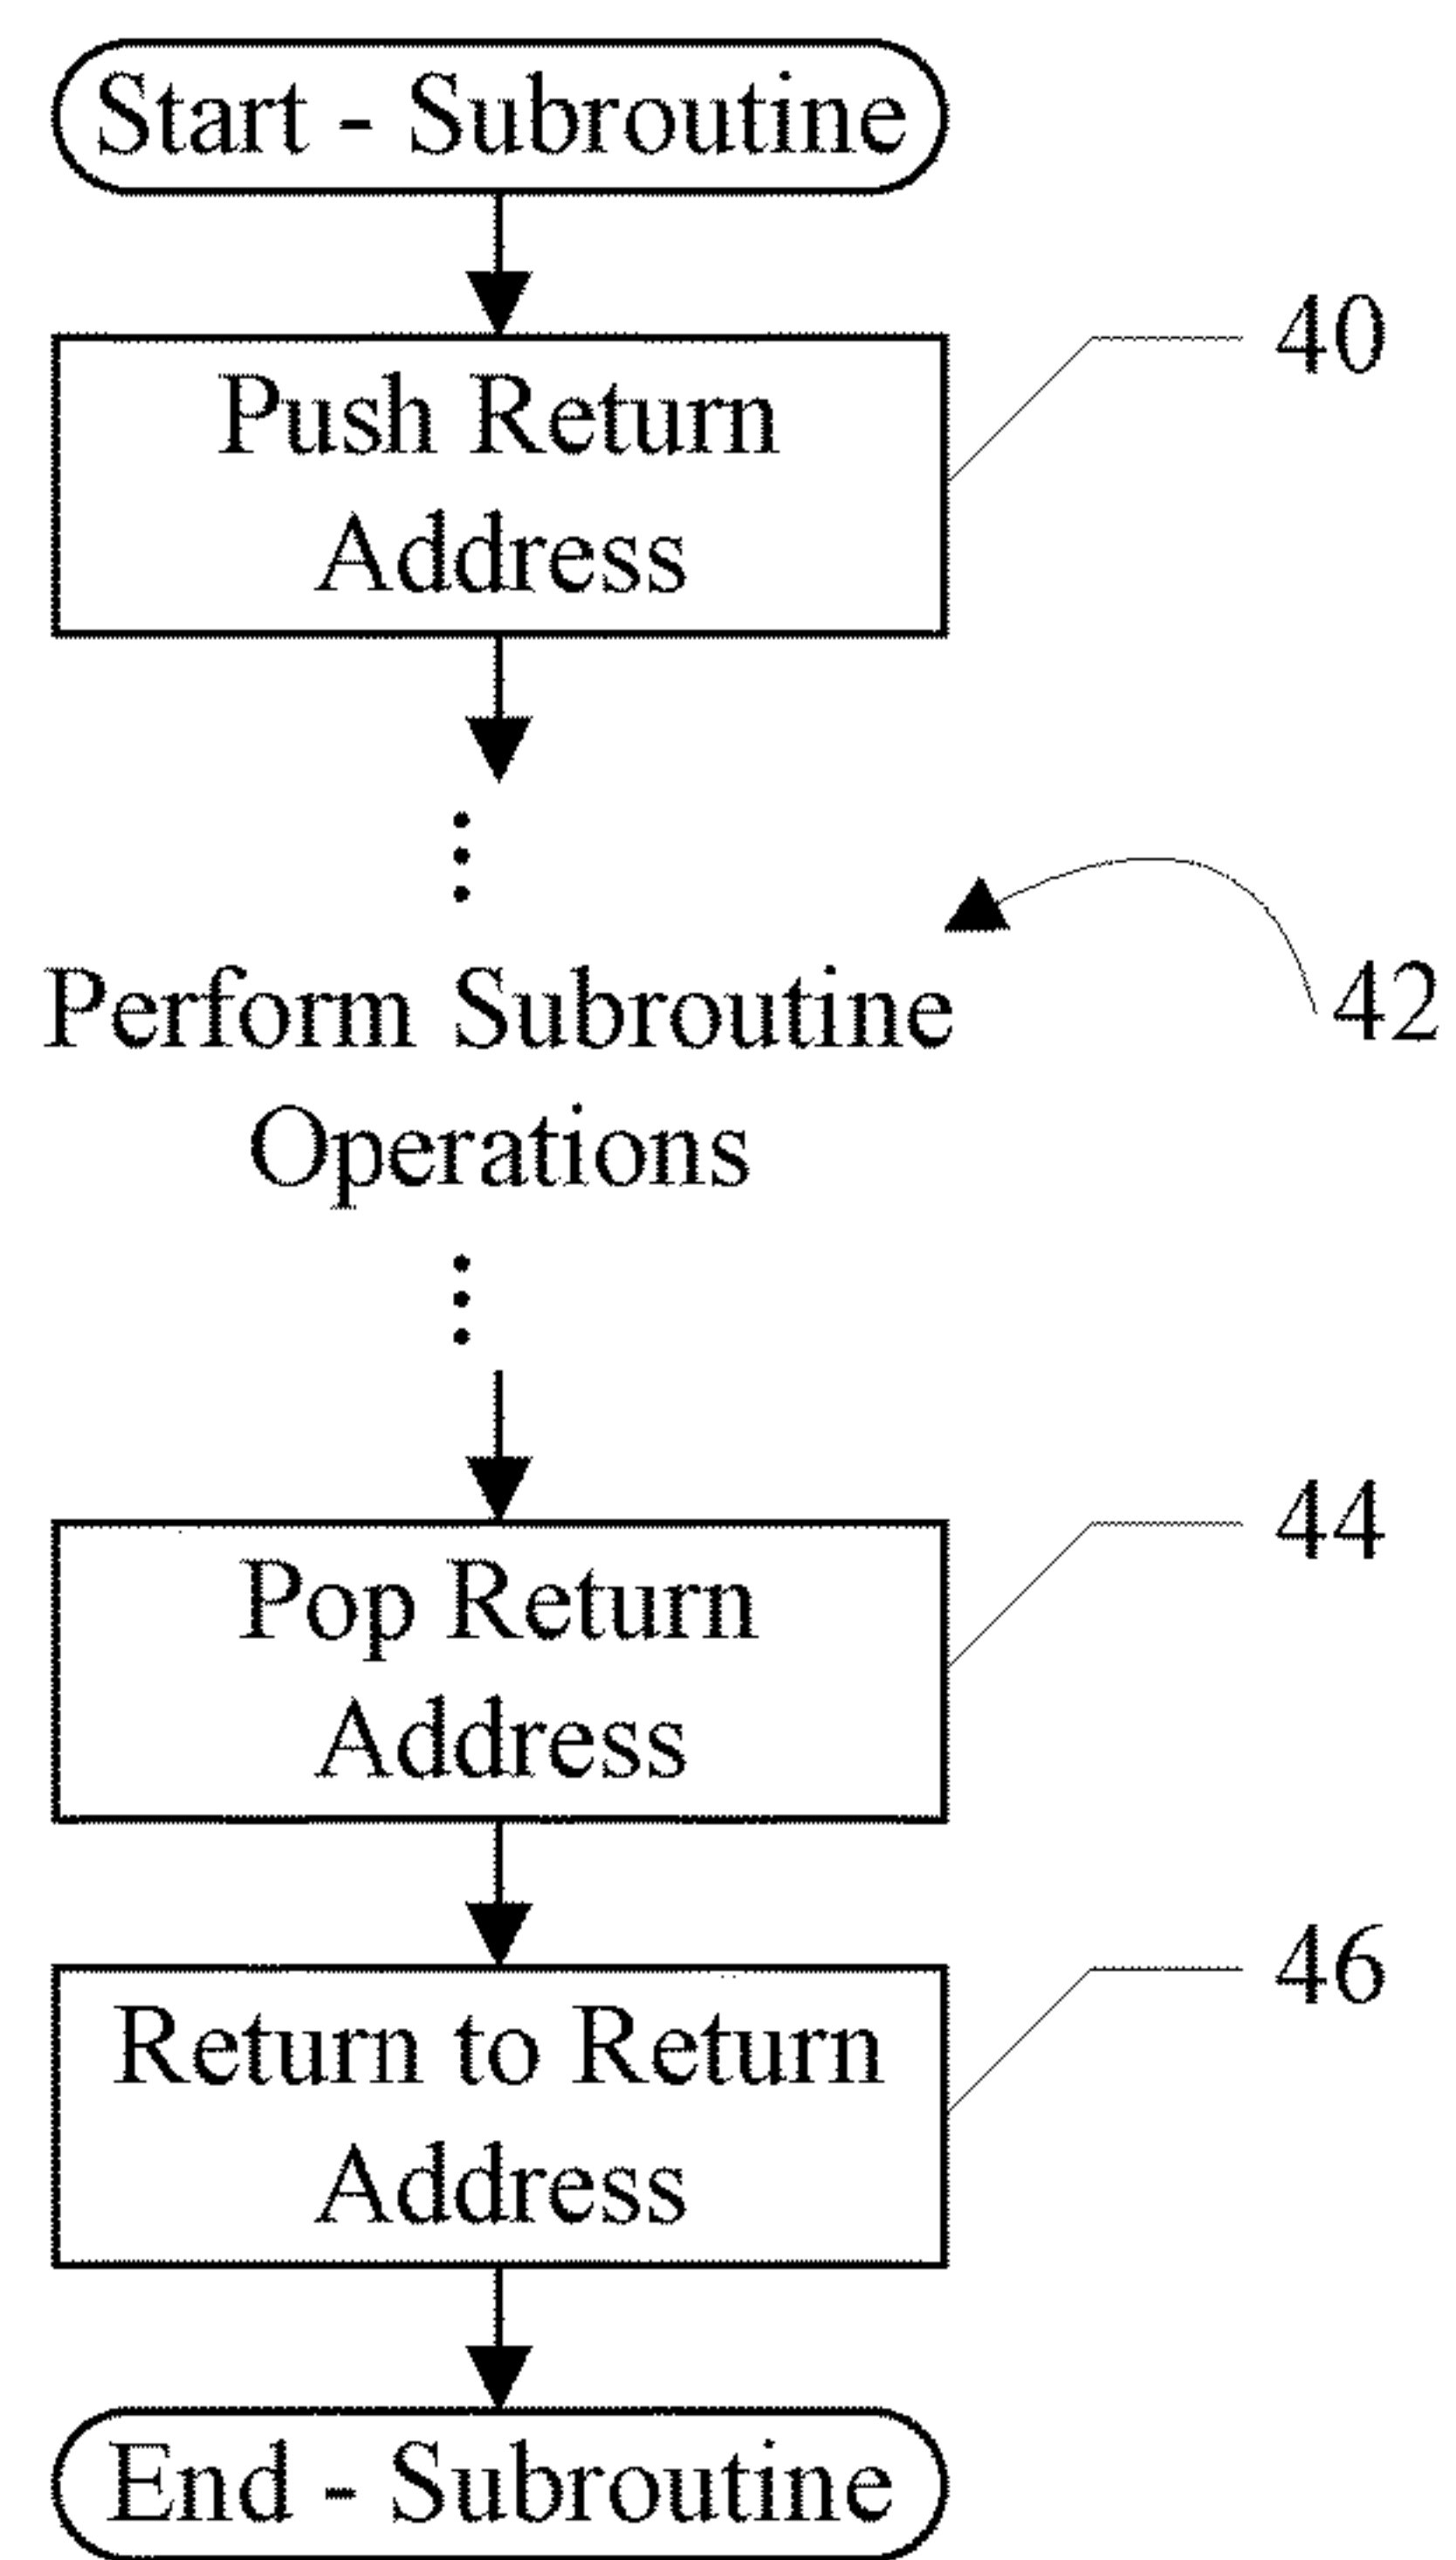 Start - Subroutine
Push Return
Address
40
Perform Subroutine
Operations
42
Pop Return
Address
44
Return to Return
Address
46
End - Subroutine